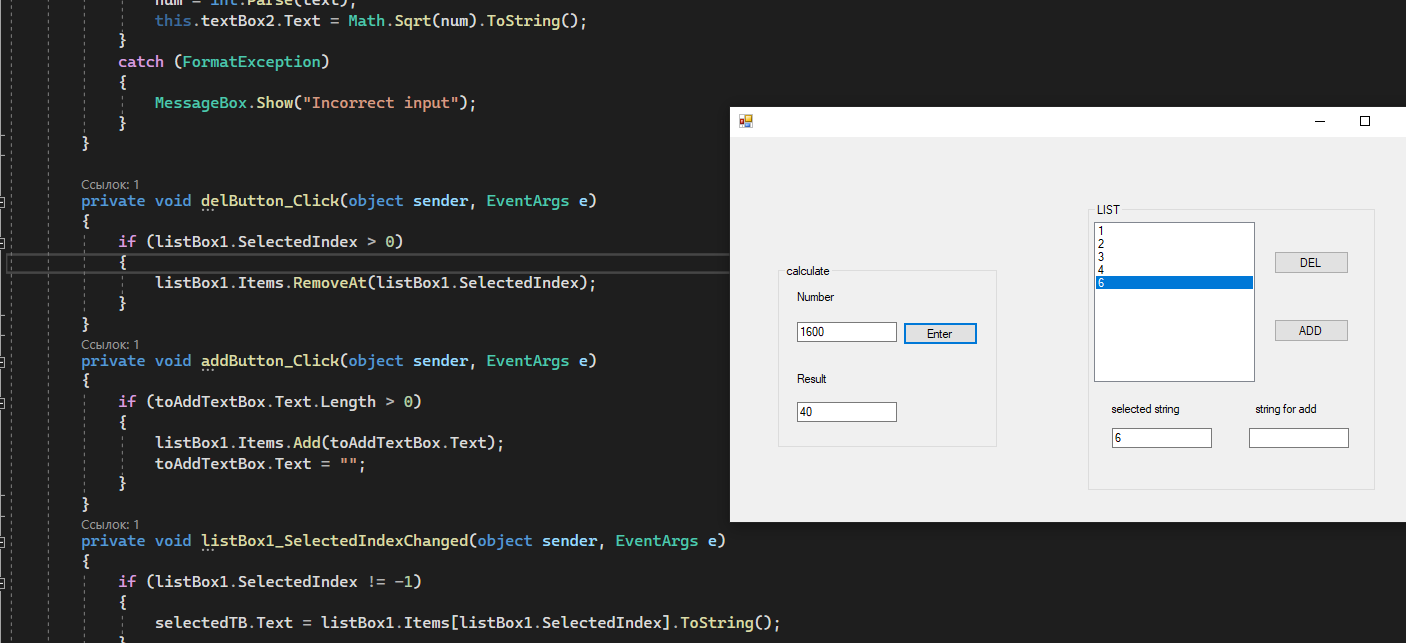 num = int.Parse(text);
this.textBox2.Text = Math.Sqrt(num).ToString();
}
catch (FormatException)
{
MessageBox.Show("Incorrect input");
}
}
Ссылок: 1
private void delButton_Click(object sender, EventArgs e)
{
if (listBox1.SelectedIndex > 0)
{
listBox1.Items.RemoveAt(listBox1.SelectedIndex);
}
}
Ссылок: 1
private void addButton_Click(object sender, EventArgs e)
{
if (toAddTextBox.Text.Length > 0)
{
listBox1.Items.Add(toAddTextBox.Text);
toAddTextBox.Text = "";
}
}
Ссылок: 1
private void listBox1_SelectedIndexChanged(object sender, EventArgs e)
{
if (listBox1.SelectedIndex != -1)
{
selectedTB.Text = listBox1.Items[listBox1.SelectedIndex].ToString();
}
calculate
Number
1600
Enter
Result
40
LIST
1
2
3
4
6
DEL
ADD
selected string
string for add
6